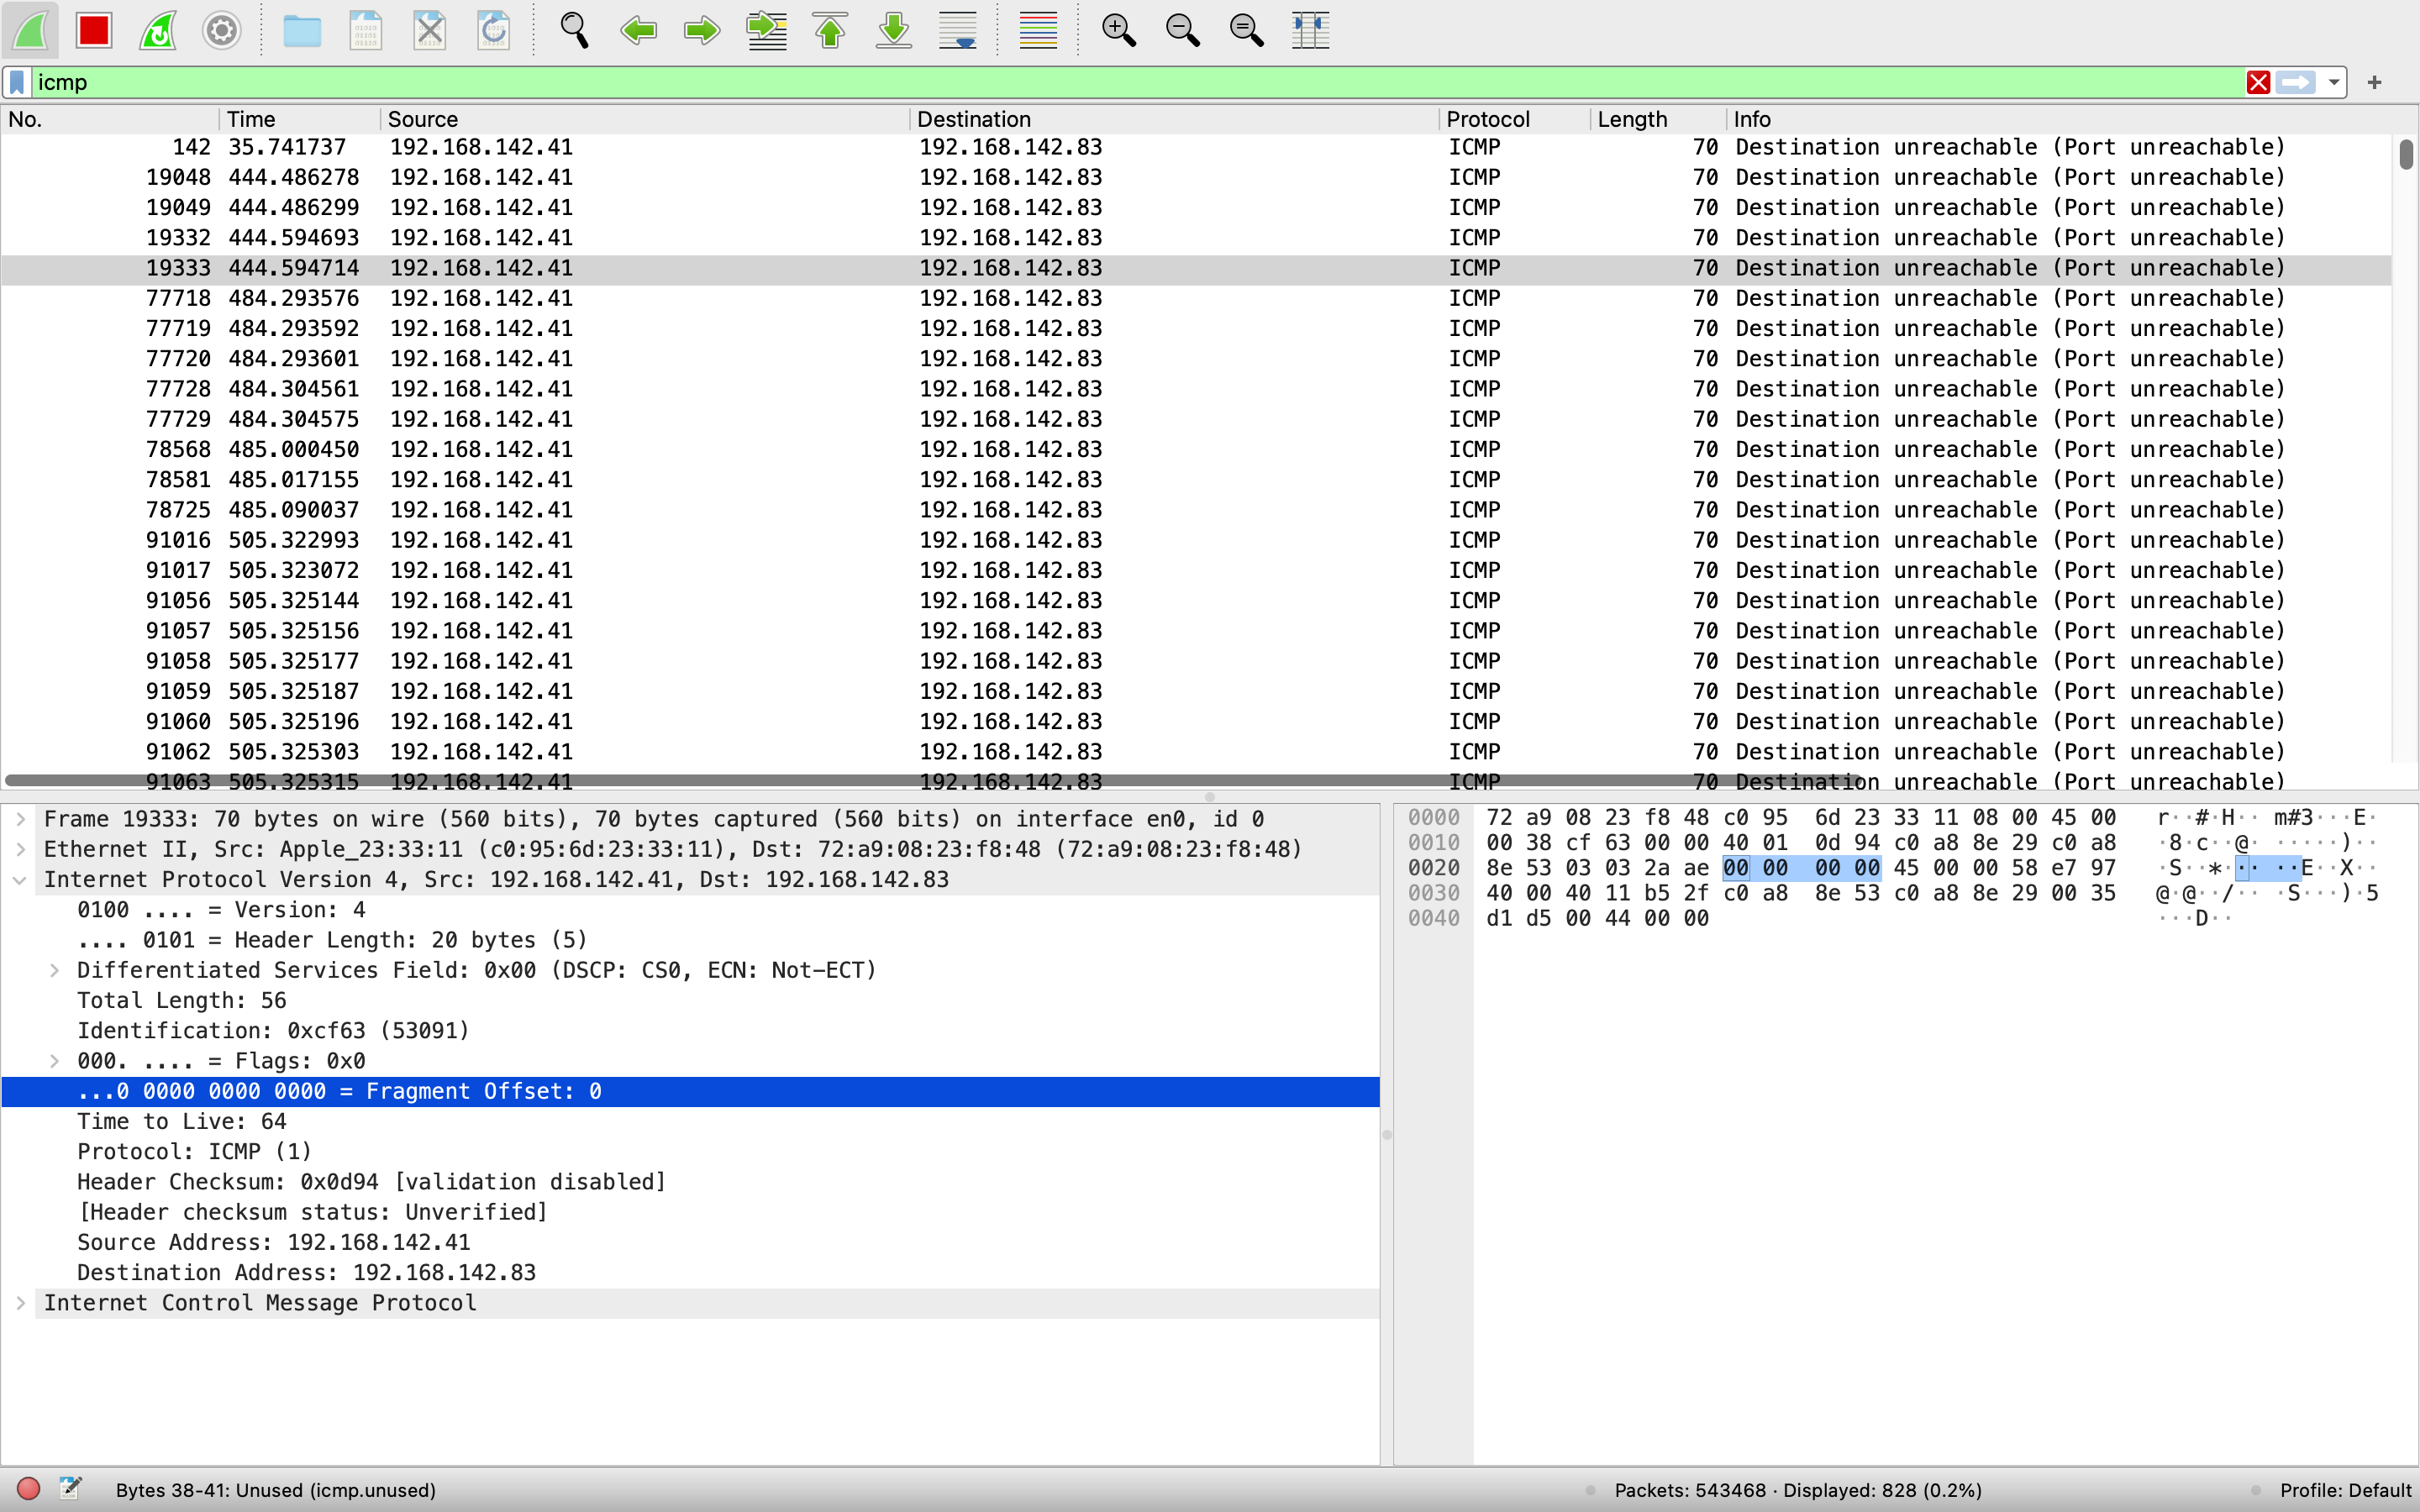 icmp
No. Time Source Destination Protocol Length Info
142 35.741737 192.168.142.41 192.168.142.83 ICMP 70 Destination unreachable (Port unreachable)
19048 444.486278 192.168.142.41 192.168.142.83 ICMP 70 Destination unreachable (Port unreachable)
19049 444.486299 192.168.142.41 192.168.142.83 ICMP 70 Destination unreachable (Port unreachable)
19332 444.594693 192.168.142.41 192.168.142.83 ICMP 70 Destination unreachable (Port unreachable)
19333 444.594714 192.168.142.41 192.168.142.83 ICMP 70 Destination unreachable (Port unreachable)
77718 484.293576 192.168.142.41 192.168.142.83 ICMP 70 Destination unreachable (Port unreachable)
77719 484.293592 192.168.142.41 192.168.142.83 ICMP 70 Destination unreachable (Port unreachable)
77720 484.293601 192.168.142.41 192.168.142.83 ICMP 70 Destination unreachable (Port unreachable)
77728 484.304561 192.168.142.41 192.168.142.83 ICMP 70 Destination unreachable (Port unreachable)
77729 484.304575 192.168.142.41 192.168.142.83 ICMP 70 Destination unreachable (Port unreachable)
78568 485.000450 192.168.142.41 192.168.142.83 ICMP 70 Destination unreachable (Port unreachable)
78581 485.017155 192.168.142.41 192.168.142.83 ICMP 70 Destination unreachable (Port unreachable)
78725 485.090037 192.168.142.41 192.168.142.83 ICMP 70 Destination unreachable (Port unreachable)
91016 505.322993 192.168.142.41 192.168.142.83 ICMP 70 Destination unreachable (Port unreachable)
91017 505.323072 192.168.142.41 192.168.142.83 ICMP 70 Destination unreachable (Port unreachable)
91056 505.325144 192.168.142.41 192.168.142.83 ICMP 70 Destination unreachable (Port unreachable)
91057 505.325156 192.168.142.41 192.168.142.83 ICMP 70 Destination unreachable (Port unreachable)
91058 505.325177 192.168.142.41 192.168.142.83 ICMP 70 Destination unreachable (Port unreachable)
91059 505.325187 192.168.142.41 192.168.142.83 ICMP 70 Destination unreachable (Port unreachable)
91060 505.325196 192.168.142.41 192.168.142.83 ICMP 70 Destination unreachable (Port unreachable)
91062 505.325303 192.168.142.41 192.168.142.83 ICMP 70 Destination unreachable (Port unreachable)
91063 505.325315 192.168.142.41 192.168.142.83 ICMP 70 Destination unreachable (Port unreachable)
Frame 19333: 70 bytes on wire (560 bits), 70 bytes captured (560 bits) on interface en0, id 0
Ethernet II, Src: Apple_23:33:11 (c0:95:6d:23:33:11), Dst: 72:a9:08:23:f8:48 (72:a9:08:23:f8:48)
Internet Protocol Version 4, Src: 192.168.142.41, Dst: 192.168.142.83
0100 .... = Version: 4
.... 0101 = Header Length: 20 bytes (5)
Differentiated Services Field: 0x00 (DSCP: CS0, ECN: Not-ECT)
Total Length: 56
Identification: 0xcf63 (53091)
000. .... = Flags: 0x0
...0 0000 0000 0000 = Fragment Offset: 0
Time to Live: 64
Protocol: ICMP (1)
Header Checksum: 0x0d94 [validation disabled]
[Header checksum status: Unverified]
Source Address: 192.168.142.41
Destination Address: 192.168.142.83
Internet Control Message Protocol
0000 72 a9 08 23 f8 48 c0 95 6d 23 33 11 08 00 45 00 r··#·H·· m#3···E·
0010 00 38 cf 63 00 00 40 01 0d 94 c0 a8 8e 29 c0 a8 ·8·c··@· ·····)··
0020 8e 53 03 03 2a ae 00 00 00 00 45 00 00 58 e7 97 ·S··*··· ··E··X··
0030 40 00 40 11 b5 2f c0 a8 8e 53 c0 a8 8e 29 00 35 @·@··/·· ·S···)·5
0040 d1 d5 00 44 00 00 ···D··
Bytes 38-41: Unused (icmp.unused) Packets: 543468 · Displayed: 828 (0.2%) Profile: Default